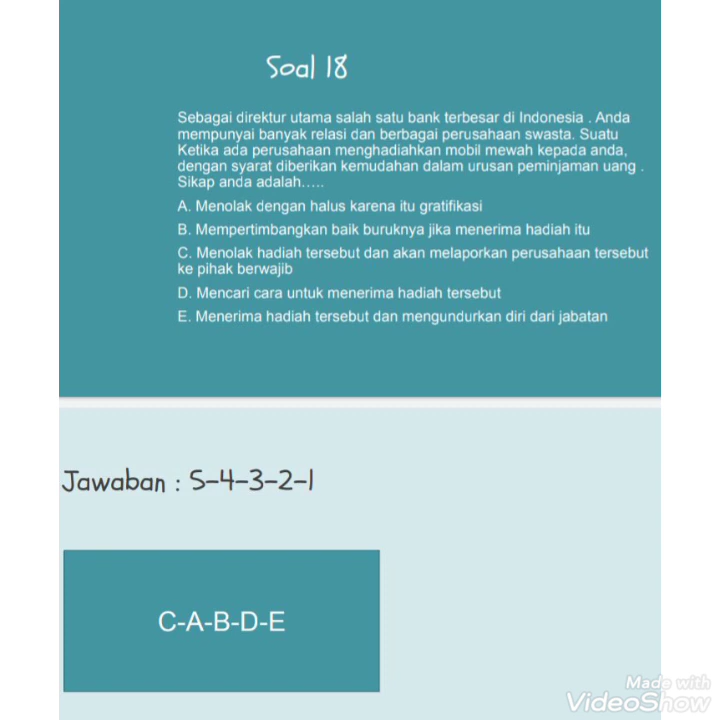 Soal 18
Sebagai direktur utama salah satu bank terbesar di Indonesia . Anda
mempunyai banyak relasi dan berbagai perusahaan swasta. Suatu
Ketika ada perusahaan menghadiahkan mobil mewah kepada anda,
dengan syarat diberikan kemudahan dalam urusan peminjaman uang .
Sikap anda adalah…..
A. Menolak dengan halus karena itu gratifikasi
B. Mempertimbangkan baik buruknya jika menerima hadiah itu
C. Menolak hadiah tersebut dan akan melaporkan perusahaan tersebut
ke pihak berwajib
D. Mencari cara untuk menerima hadiah tersebut
E. Menerima hadiah tersebut dan mengundurkan diri dari jabatan
Jawaban : 5-4-3-2-1
C-A-B-D-E
Made with
VideoShow